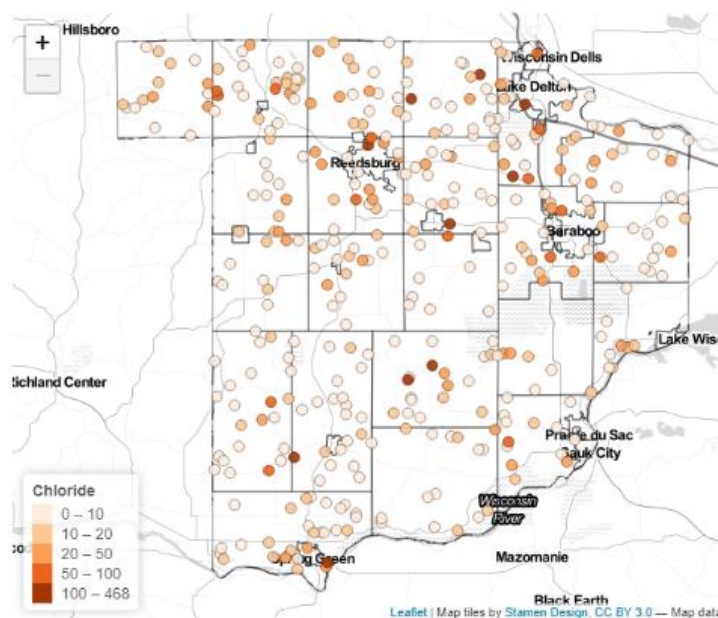 Hillsboro
+
−
Wisconsin Dells
Lake Delton
Reedsburg
Baraboo
Lake Wisc
Richland Center
Prairie du Sac
Sauk City
Chloride
0 – 10
10 – 20
20 – 50
50 – 100
100 – 468
Wisconsin
River
Spring Green
Mazomanie
Black Earth
Leaflet | Map tiles by Stamen Design, CC BY 3.0 — Map data